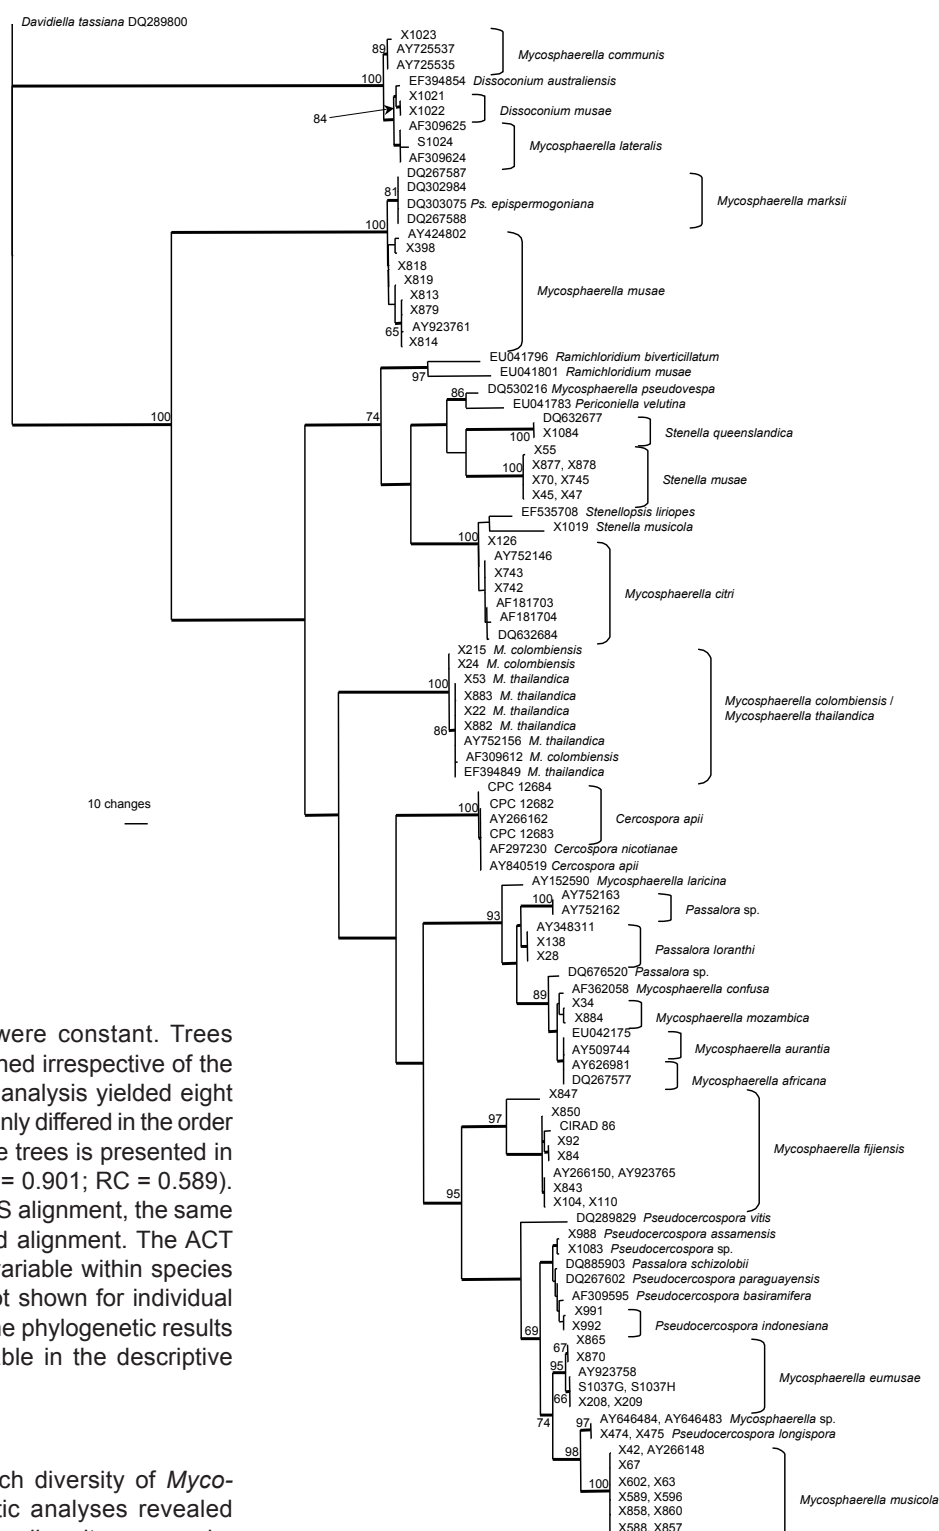 Davidiella tassiana DQ289800
X1023
89
AY725537
Mycosphaerella communis
AY725535
100
EF394854 Dissoconium australiensis
X1021
X1022
Dissoconium musae
84
AF309625
S1024
Mycosphaerella lateralis
AF309624
DQ267587
DQ302984
81
DQ303075 Ps. epispermogoniana
Mycosphaerella marksii
DQ267588
100
AY424802
X398
X818
X819
X813
Mycosphaerella musae
X879
AY923761
65
X814
EU041796 Ramichloridium biverticillatum
EU041801 Ramichloridium musae
97
DQ530216 Mycosphaerella pseudovespa
86
EU041783 Periconiella velutina
100
74
DQ632677
X1084
100
Stenella queenslandica
X55
X877, X878
100
X70, X745
Stenella musae
X45, X47
EF535708 Stenellopsis liriopes
X1019 Stenella musicola
100
X126
AY752146
X743
X742
Mycosphaerella citri
AF181703
AF181704
DQ632684
X215 M. colombiensis
X24 M. colombiensis
X53 M. thailandica
100
X883 M. thailandica
Mycosphaerella colombiensis /
Mycosphaerella thailandica
X22 M. thailandica
X882 M. thailandica
86
AY752156 M. thailandica
AF309612 M. colombiensis
EF394849 M. thailandica
CPC 12684
10 changes
CPC 12682
100
AY266162
Cercospora apii
CPC 12683
AF297230 Cercospora nicotianae
AY840519 Cercospora apii
AY152590 Mycosphaerella laricina
AY752163
100
AY752162
Passalora sp.
93
AY348311
X138
Passalora loranthi
X28
DQ676520 Passalora sp.
AF362058 Mycosphaerella confusa
89
X34
X884
Mycosphaerella mozambica
EU042175
AY509744
Mycosphaerella aurantia
AY626981
DQ267577
Mycosphaerella africana
X847
X850
97
CIRAD 86
X92
Mycosphaerella fijiensis
X84
AY266150, AY923765
X843
95
X104, X110
DQ289829 Pseudocercospora vitis
X988 Pseudocercospora assamensis
X1083 Pseudocercospora sp.
DQ885903 Passalora schizolobii
DQ267602 Pseudocercospora paraguayensis
AF309595 Pseudocercospora basiramifera
X991
X992
Pseudocercospora indonesiana
69
X865
67
X870
95
AY923758
Mycosphaerella eumusae
S1037G, S1037H
66
X208, X209
74
97
AY646484, AY646483 Mycosphaerella sp.
X474, X475 Pseudocercospora longispora
98
X42, AY266148
X67
X602, X63
100
X589, X596
Mycosphaerella musicola
X858, X860
X588, X857
were constant. Trees
ned irrespective of the
analysis yielded eight
nly differed in the order
e trees is presented in
= 0.901; RC = 0.589).
S alignment, the same
d alignment. The ACT
variable within species
ot shown for individual
ne phylogenetic results
able in the descriptive
ch diversity of Myco-
tic analyses revealed